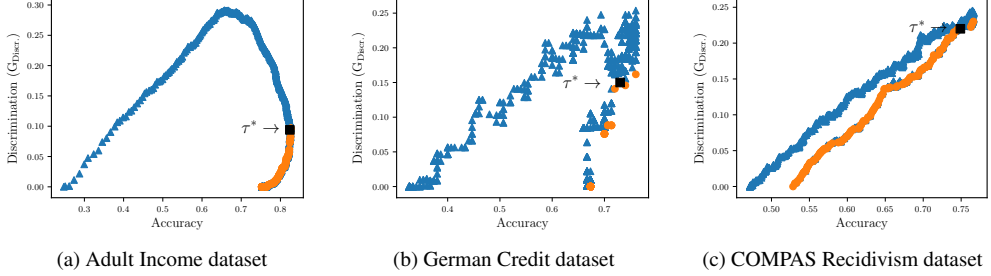 Discrimination (G_Discr.)
0.30
0.25
0.20
0.15
0.10
0.05
0.00
τ* →
0.3 0.4 0.5 0.6 0.7 0.8
Accuracy
(a) Adult Income dataset
Discrimination (G_Discr.)
0.25
0.20
0.15
0.10
0.05
0.00
τ* →
0.4 0.5 0.6 0.7
Accuracy
(b) German Credit dataset
Discrimination (G_Discr.)
0.25
0.20
0.15
0.10
0.05
0.00
τ* →
0.50 0.55 0.60 0.65 0.70 0.75
Accuracy
(c) COMPAS Recidivism dataset